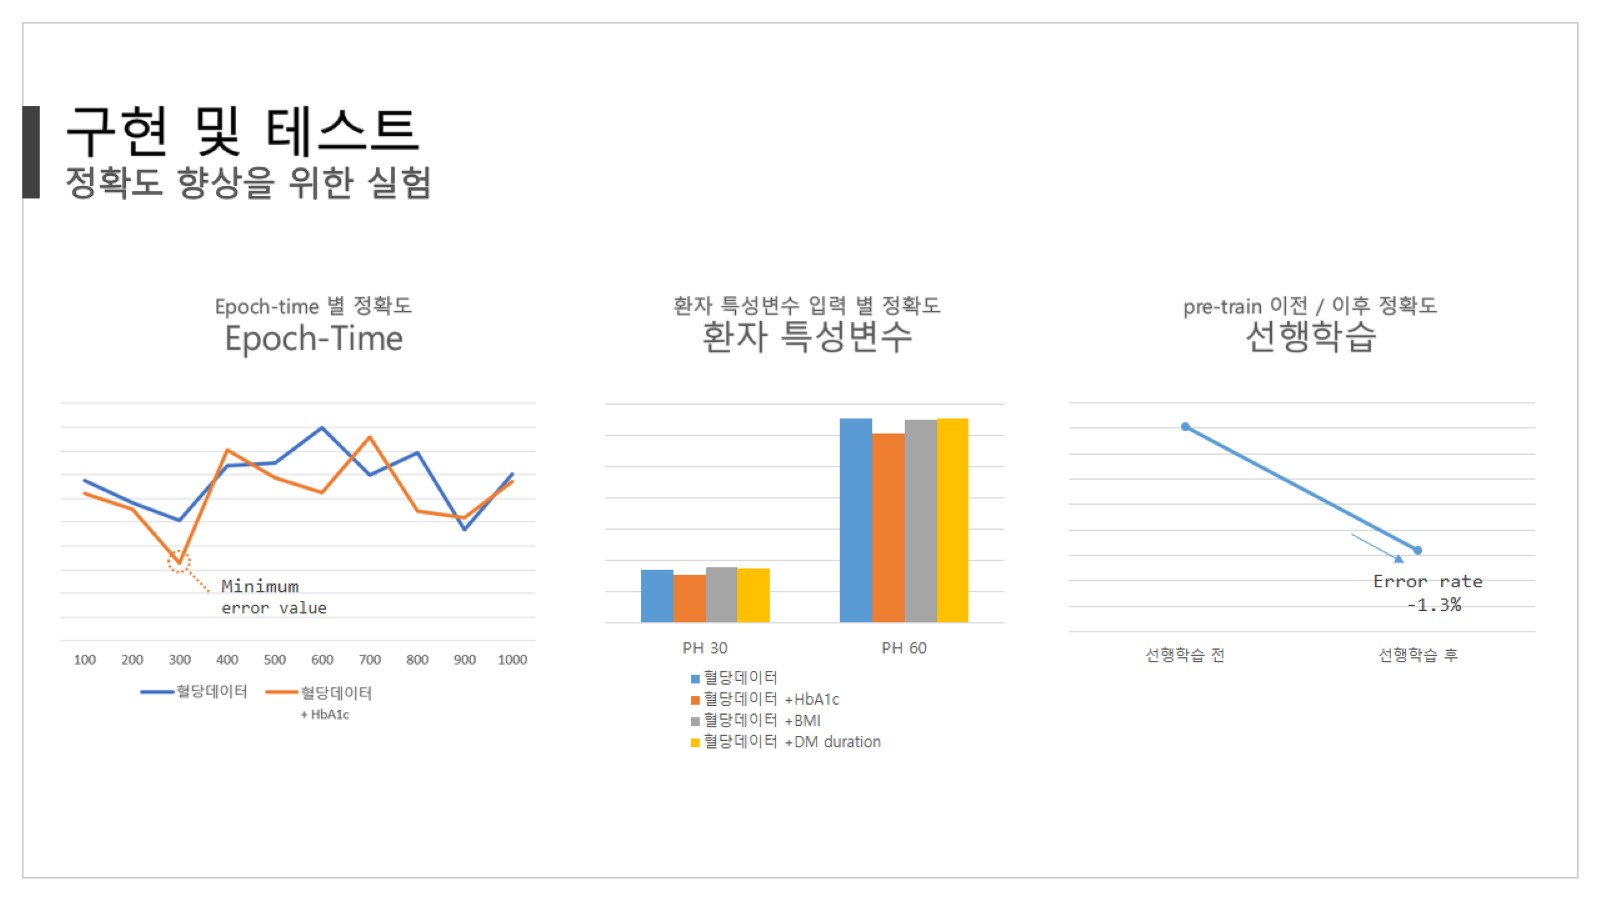 구현 및 테스트
정확도 향상을 위한 실험
Epoch-time 별 정확도
Epoch-Time
Minimum
error value
100 200 300 400 500 600 700 800 900 1000
혈당데이터 혈당데이터
+ HbA1c
환자 특성변수 입력 별 정확도
환자 특성변수
PH 30 PH 60
혈당데이터
혈당데이터 +HbA1c
혈당데이터 +BMI
혈당데이터 +DM duration
pre-train 이전 / 이후 정확도
선행학습
Error rate
-1.3%
선행학습 전 선행학습 후